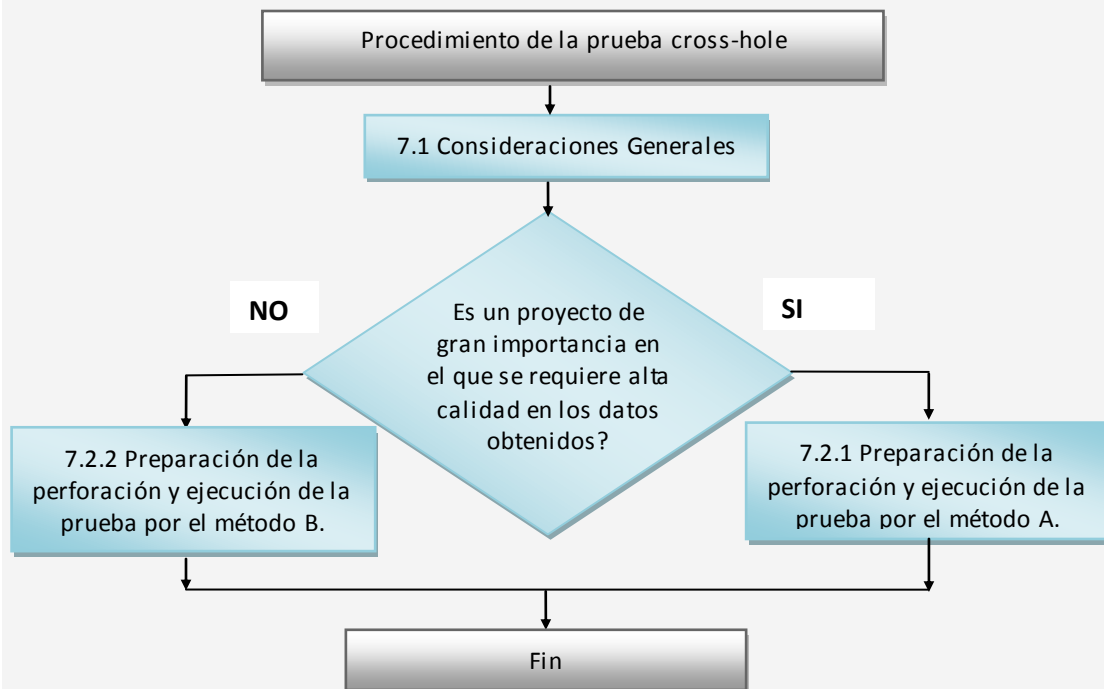 Procedimiento de la prueba cross-hole
7.1 Consideraciones Generales
NO
SI
Es un proyecto de
gran importancia en
el que se requiere alta
calidad en los datos
obtenidos?
7.2.2 Preparación de la
perforación y ejecución de la
prueba por el método B.
7.2.1 Preparación de la
perforación y ejecución de la
prueba por el método A.
Fin